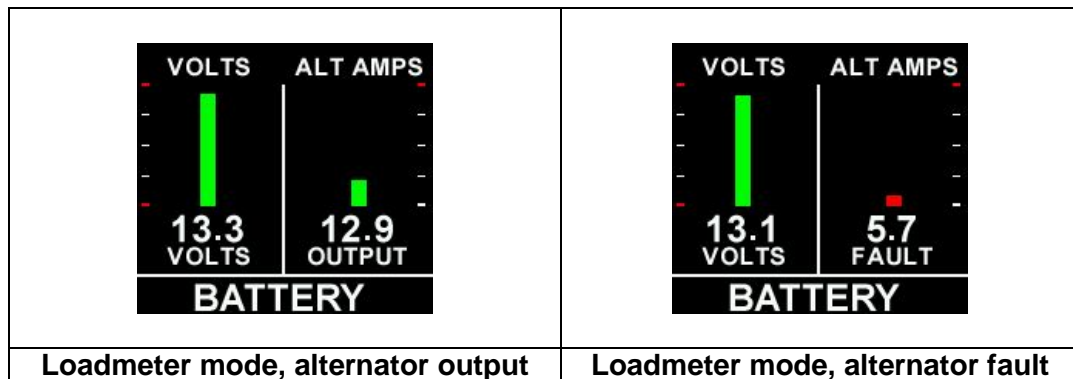 VOLTS ALT AMPS
13.3 12.9
VOLTS OUTPUT
BATTERY
Loadmeter mode, alternator output
VOLTS ALT AMPS
13.1 5.7
VOLTS FAULT
BATTERY
Loadmeter mode, alternator fault